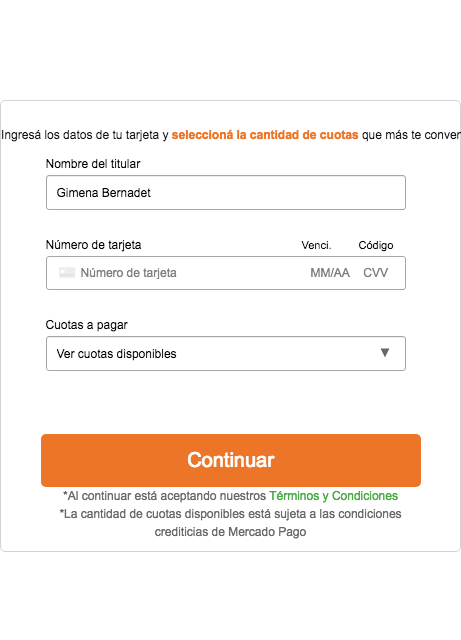 Ingresá los datos de tu tarjeta y seleccioná la cantidad de cuotas que más te conver
Nombre del titular
Gimena Bernadet
Número de tarjeta Venci. Código
Número de tarjeta MM/AA CVV
Cuotas a pagar
Ver cuotas disponibles
Continuar
*Al continuar está aceptando nuestros Términos y Condiciones
*La cantidad de cuotas disponibles está sujeta a las condiciones
crediticias de Mercado Pago